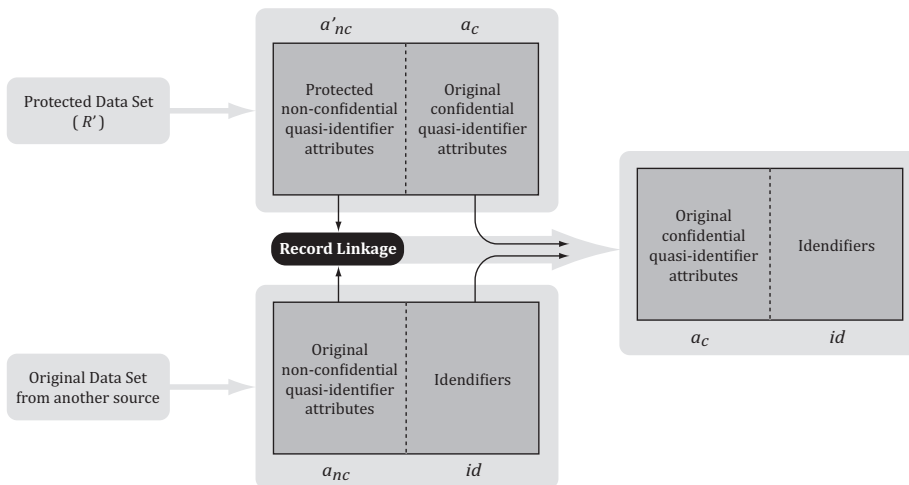 a'nc
ac
Protected Data Set
( R' )
Protected
non-confidential
quasi-identifier
attributes
Original
confidential
quasi-identifier
attributes
Record Linkage
Original
confidential
quasi-identifier
attributes
Idendifiers
ac
id
Original Data Set
from another source
Original
non-confidential
quasi-identifier
attributes
Idendifiers
anc
id